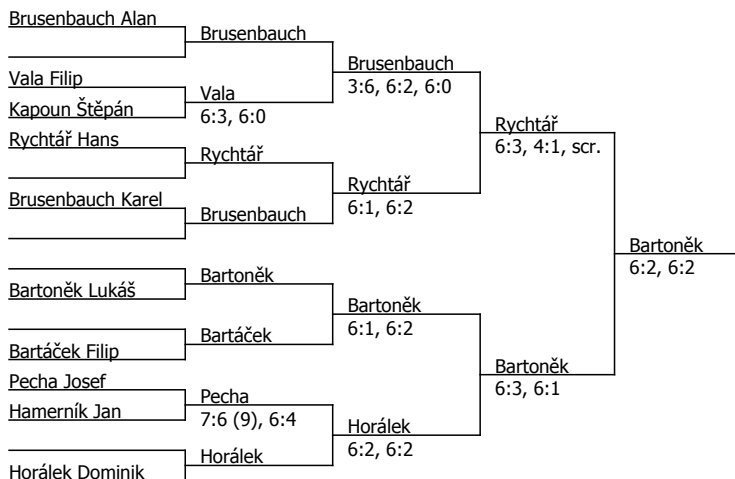 Brusenbauch Alan
Vala Filip
Kapoun Štěpán
Rychtář Hans
Brusenbauch Karel
Bartoněk Lukáš
Bartáček Filip
Pecha Josef
Hamerník Jan
Horálek Dominik
Brusenbauch
Vala
6:3, 6:0
Rychtář
Brusenbauch
Bartoněk
Bartáček
Pecha
7:6 (9), 6:4
Horálek
Brusenbauch
3:6, 6:2, 6:0
Rychtář
6:1, 6:2
Bartoněk
6:1, 6:2
Horálek
6:2, 6:2
Rychtář
6:3, 4:1, scr.
Bartoněk
6:3, 6:1
Bartoněk
6:2, 6:2